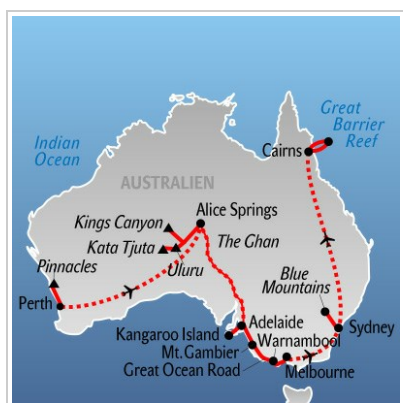 Great
Barrier
Reef
Indian
Ocean
Cairns
AUSTRALIEN
Kings Canyon
Alice Springs
Kata Tjuta
The Ghan
Uluru
Pinnacles
Blue
Mountains
Perth
Adelaide
Sydney
Kangaroo Island
Warnambool
Mt. Gambier
Great Ocean Road
Melbourne